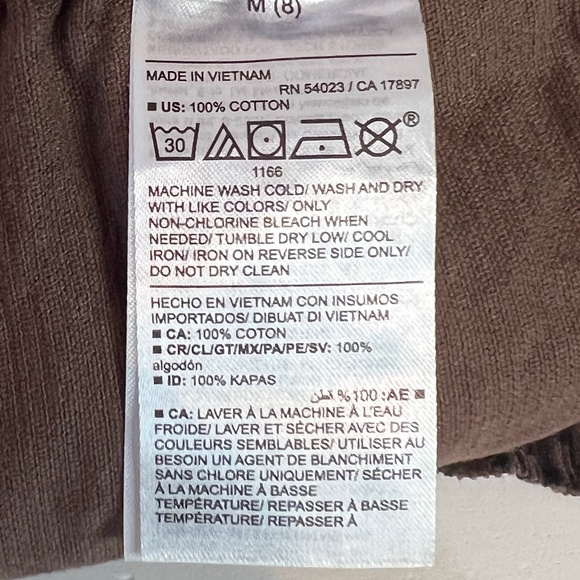 M (8)
MADE IN VIETNAM
RN 54023 / CA 17897
■ US: 100% COTTON
30
®
1166
MACHINE WASH COLD/ WASH AND DRY
WITH LIKE COLORS/ ONLY
NON-CHLORINE BLEACH WHEN
NEEDED/ TUMBLE DRY LOW/ COOL
IRON/ IRON ON REVERSE SIDE ONLY/
DO NOT DRY CLEAN
HECHO EN VIETNAM CON INSUMOS
IMPORTADOS/ DIBUAT DI VIETNAM
■ CA: 100% COTON
■ CR/CL/GT/MX/PA/PE/SV: 100%
algodón
■ ID: 100% KAPAS
■ AE: 100% قطن
■ CA: LAVER À LA MACHINE À L'EAU
FROIDE/ LAVER ET SÉCHER AVEC DES
COULEURS SEMBLABLES/ UTILISER AU
BESOIN UN AGENT DE BLANCHIMENT
SANS CHLORE UNIQUEMENT/ SÉCHER
À LA MACHINE À BASSE
TEMPÉRATURE/ REPASSER À BASSE
TEMPÉRATURE/ REPASSER À